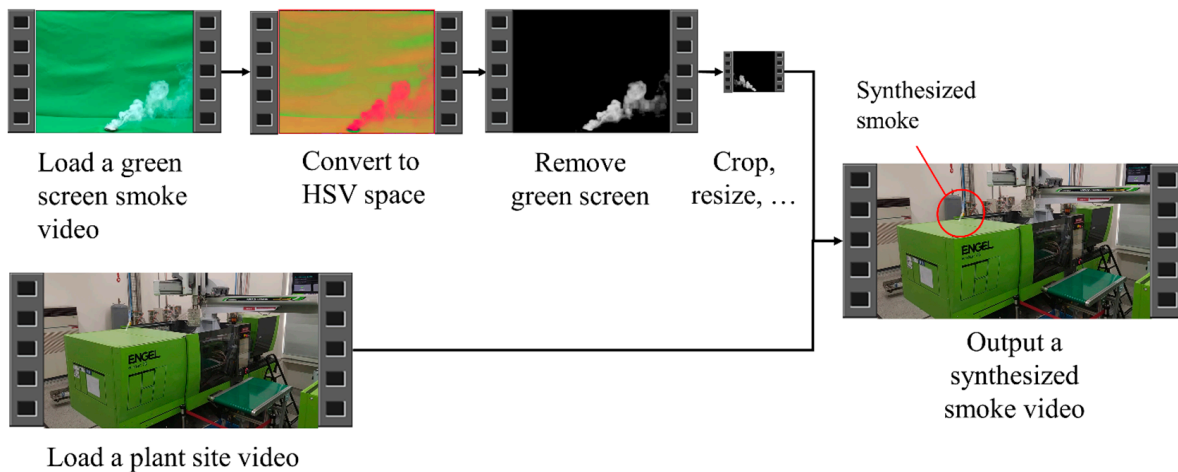 Load a green
screen smoke
video
Convert to
HSV space
Remove
green screen
Crop,
resize, …
Synthesized
smoke
ENGEL
Load a plant site video
ENGEL
Output a
synthesized
smoke video